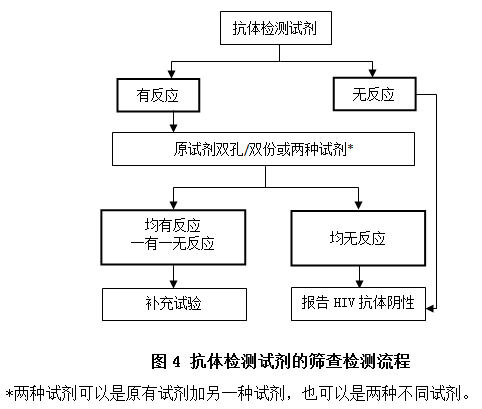 抗体检测试剂
有反应
无反应
原试剂双孔/双份或两种试剂*
均有反应
一有一无反应
均无反应
补充试验
报告 HIV 抗体阴性
图 4 抗体检测试剂的筛查检测流程
*两种试剂可以是原有试剂加另一种试剂，也可以是两种不同试剂。